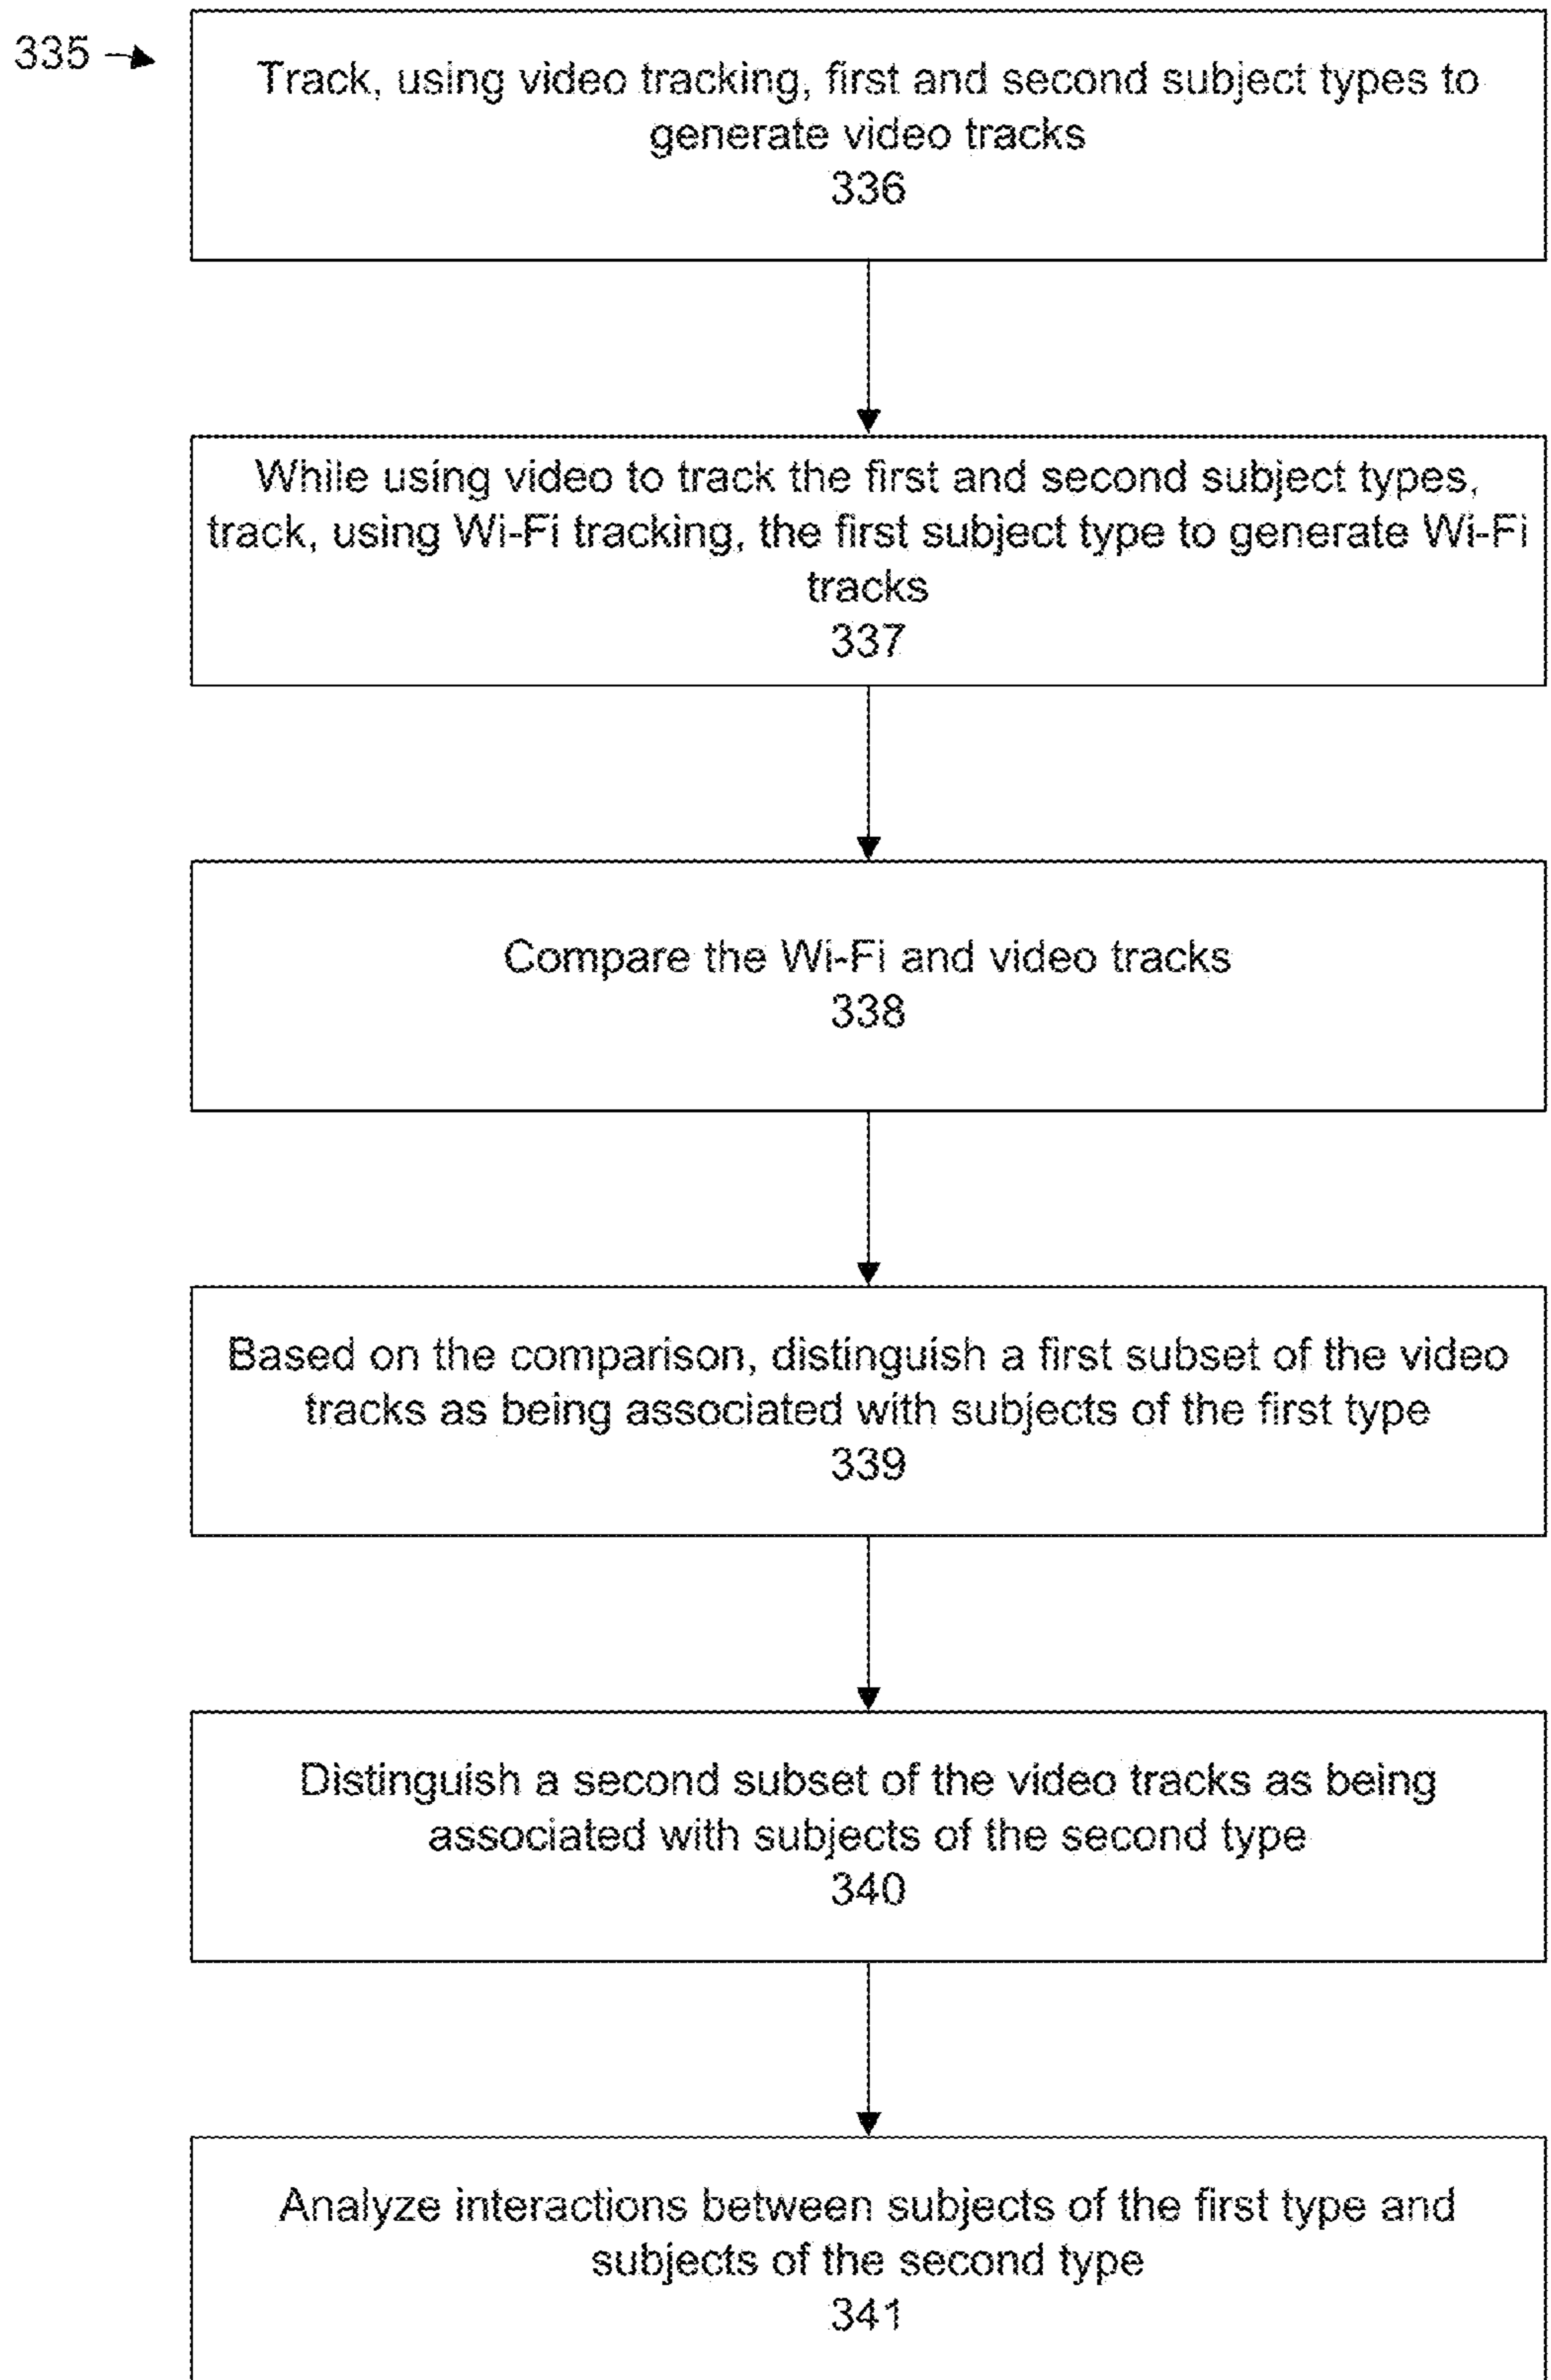 335
Track, using video tracking, first and second subject types to
generate video tracks
336
While using video to track the first and second subject types,
track, using Wi-Fi tracking, the first subject type to generate Wi-Fi
tracks
337
Compare the Wi-Fi and video tracks
338
Based on the comparison, distinguish a first subset of the video
tracks as being associated with subjects of the first type
339
Distinguish a second subset of the video tracks as being
associated with subjects of the second type
340
Analyze interactions between subjects of the first type and
subjects of the second type
341